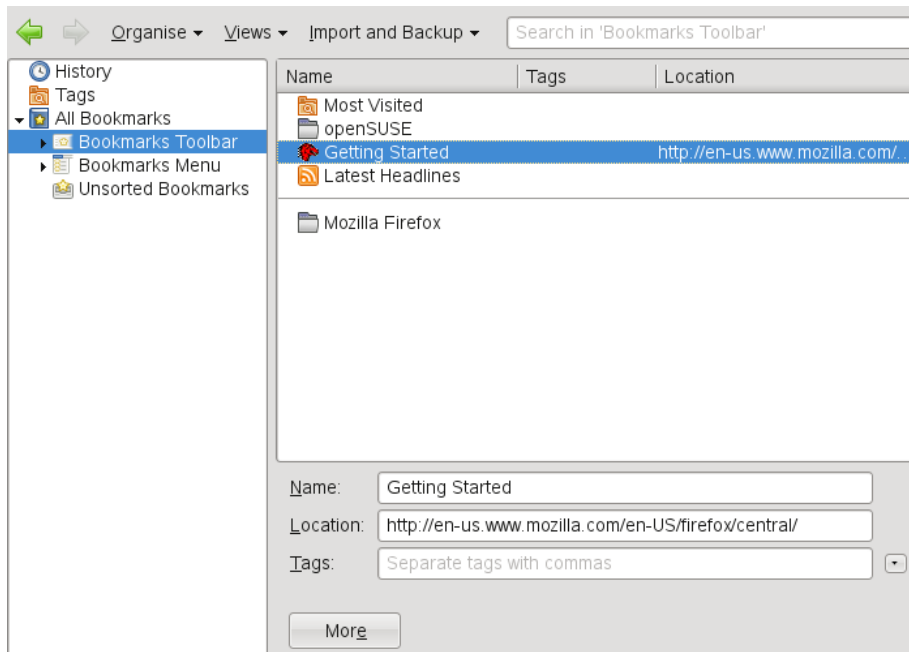 Organise Views Import and Backup Search in 'Bookmarks Toolbar'
History
Tags
All Bookmarks
Bookmarks Toolbar
Bookmarks Menu
Unsorted Bookmarks
Name Tags Location
Most Visited
openSUSE
Getting Started http://en-us.www.mozilla.com/...
Latest Headlines
Mozilla Firefox
Name: Getting Started
Location: http://en-us.www.mozilla.com/en-US/firefox/central/
Tags: Separate tags with commas
More